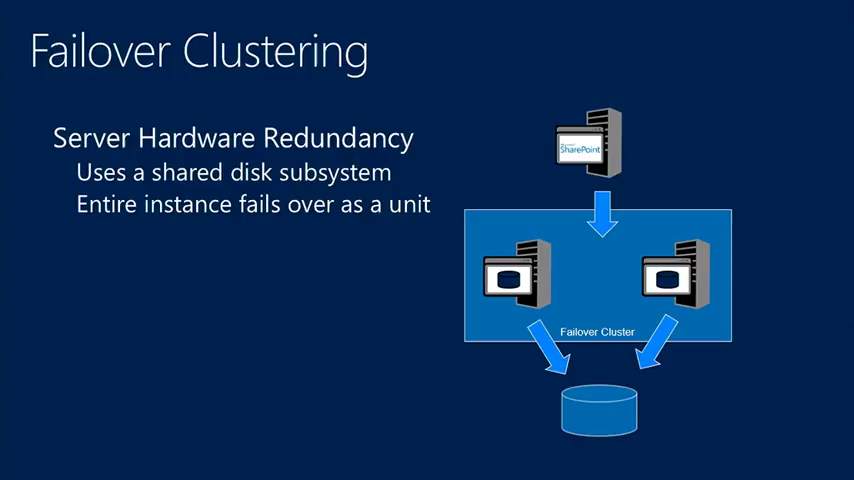 Failover Clustering
Server Hardware Redundancy
Uses a shared disk subsystem
Entire instance fails over as a unit
SharePoint
Failover Cluster